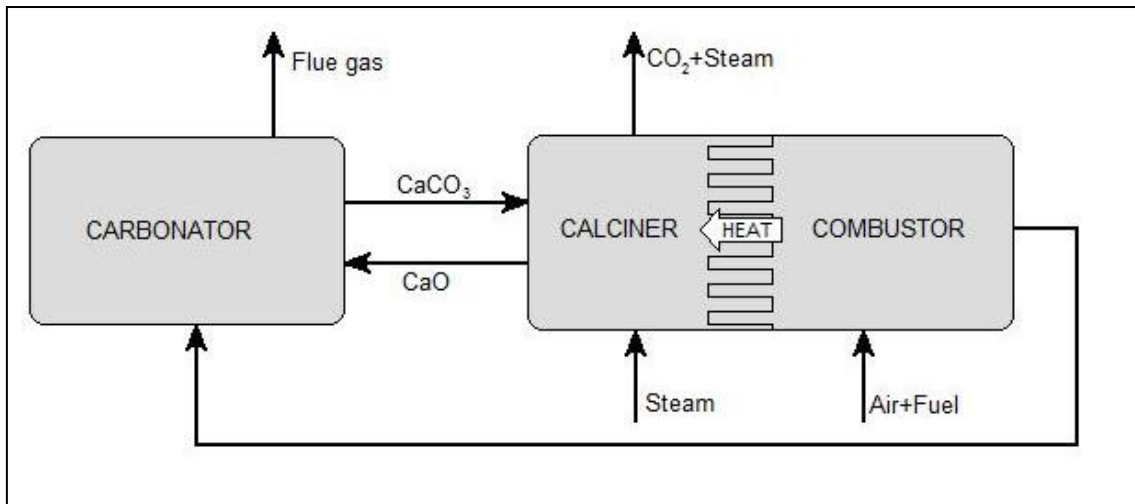 Flue gas
CO₂+Steam
CaCO₃
CARBONATOR
CALCINER
HEAT
COMBUSTOR
CaO
Steam
Air+Fuel